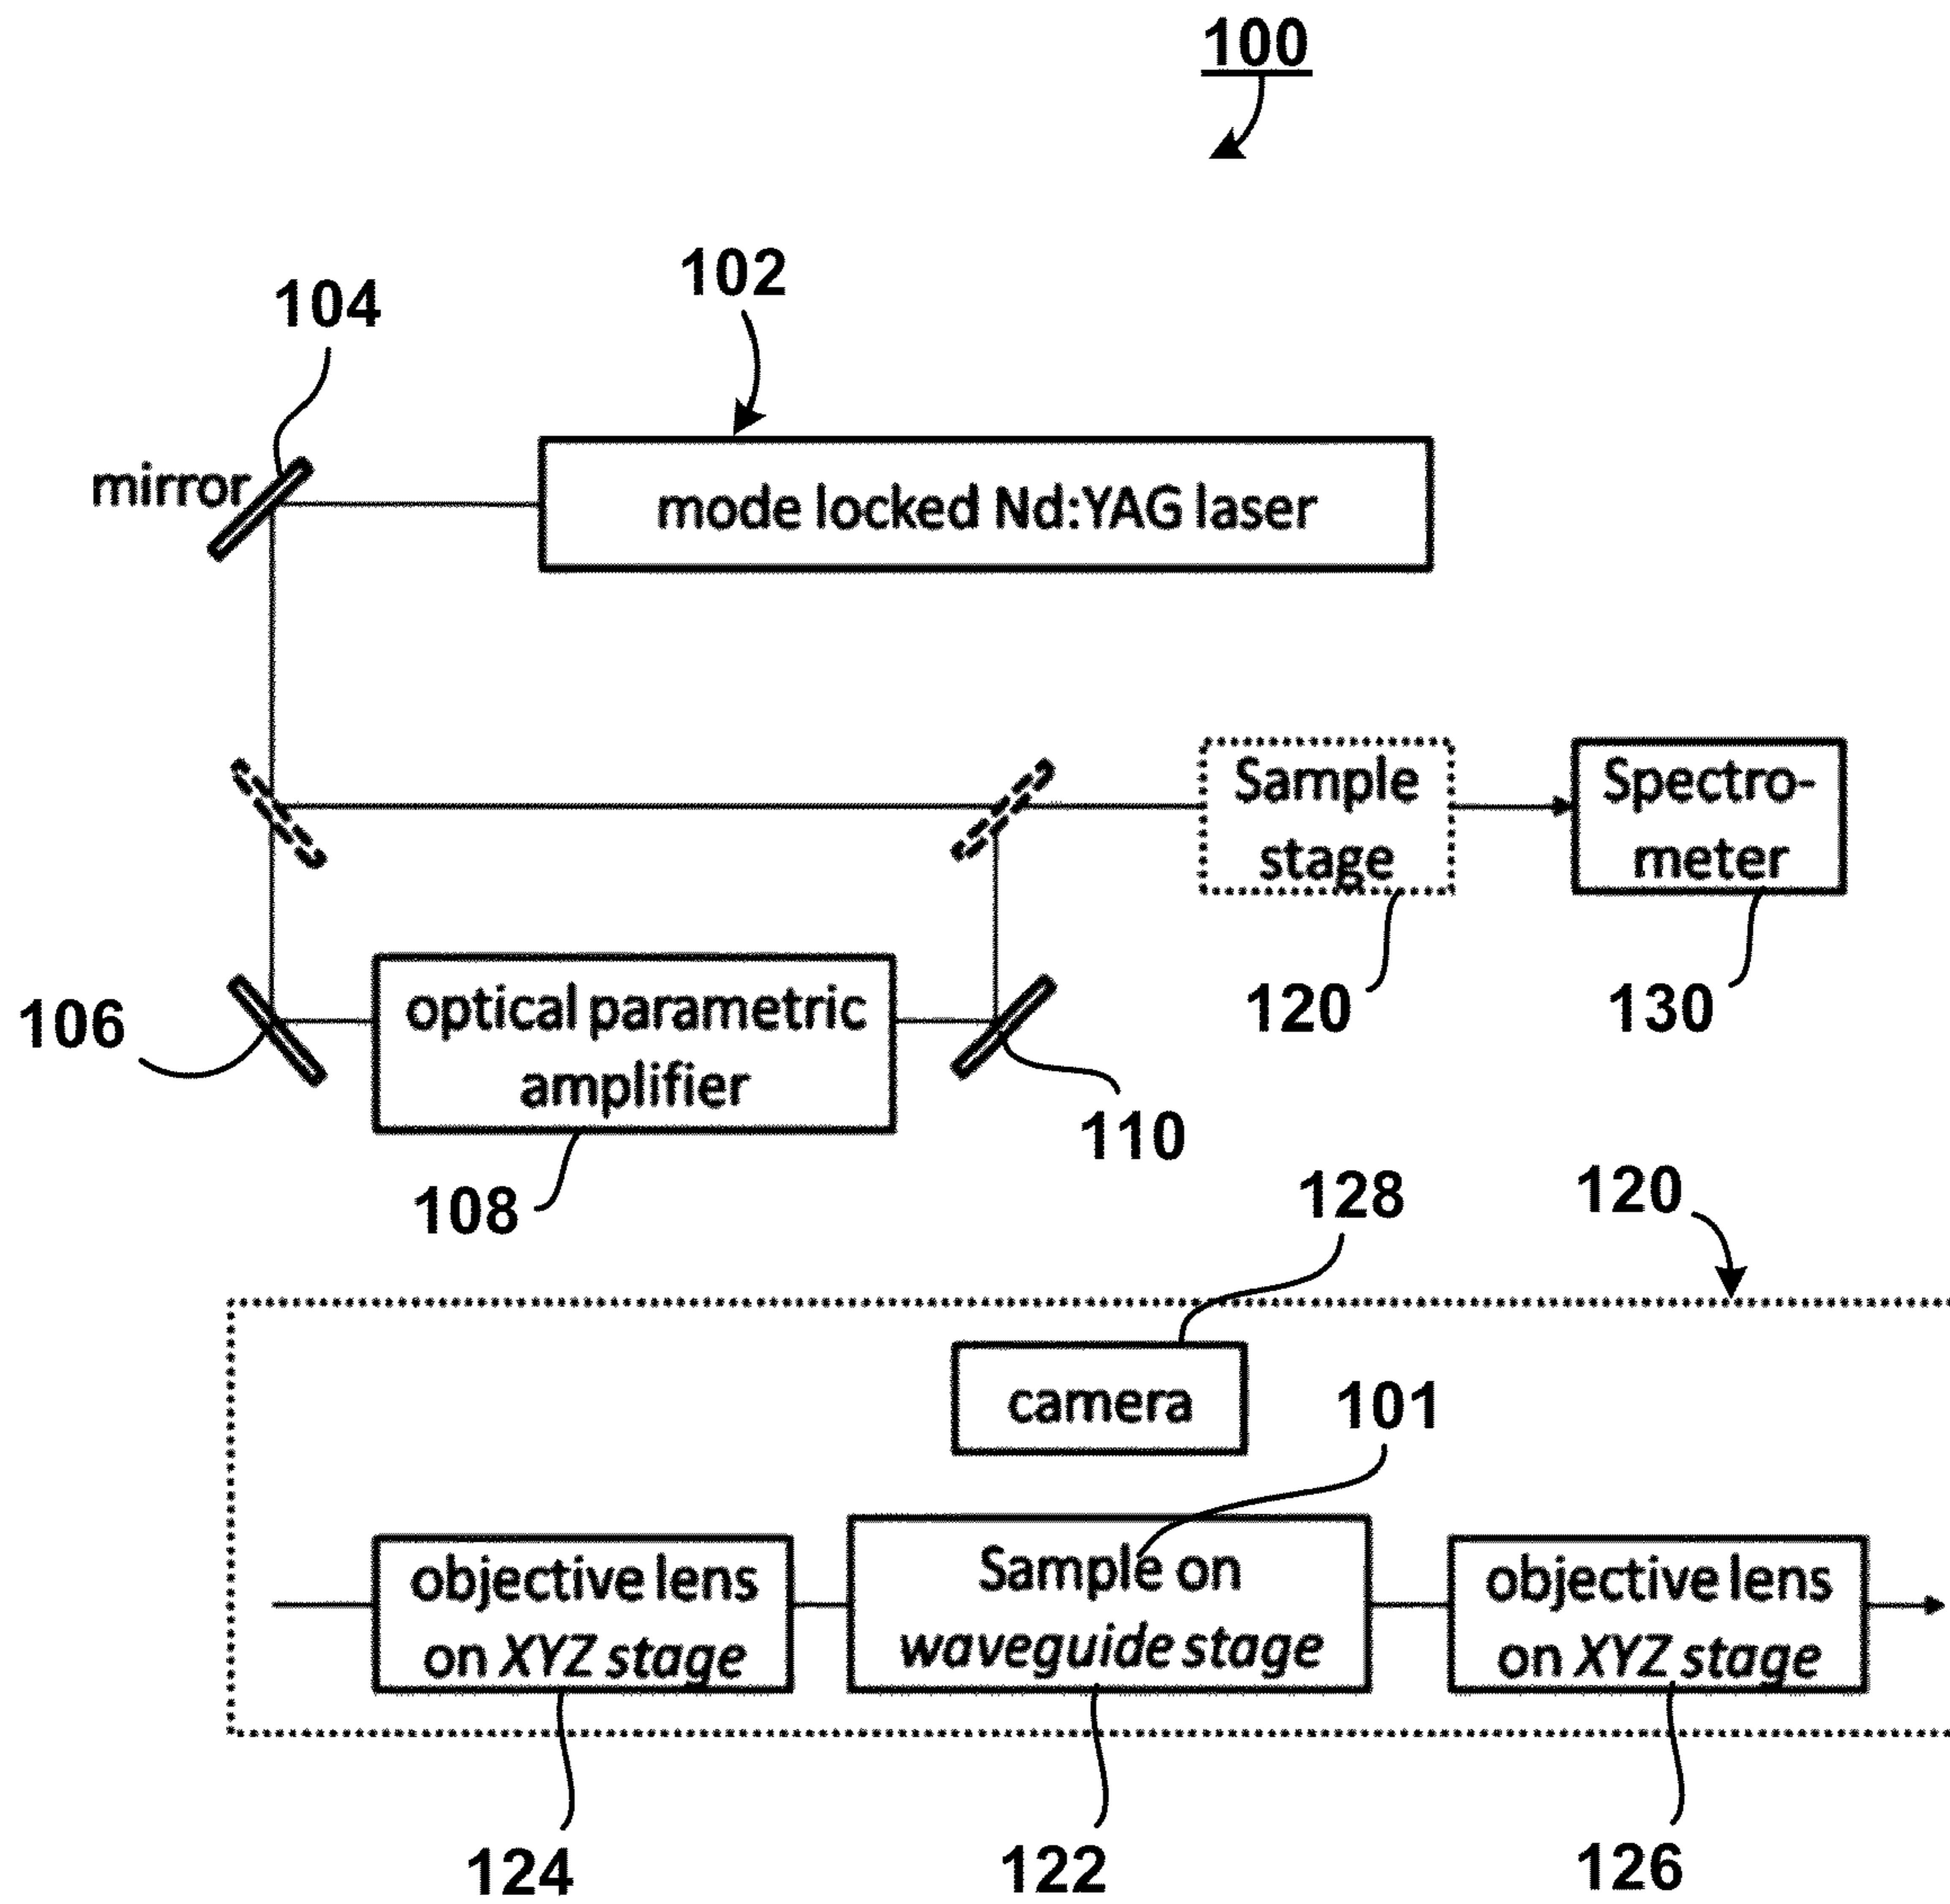 100
102
104
mirror
mode locked Nd:YAG laser
Sample
stage
Spectro-
meter
120
130
106
optical parametric
amplifier
110
108
128
120
camera
101
objective lens
on XYZ stage
Sample on
waveguide stage
objective lens
on XYZ stage
124
122
126